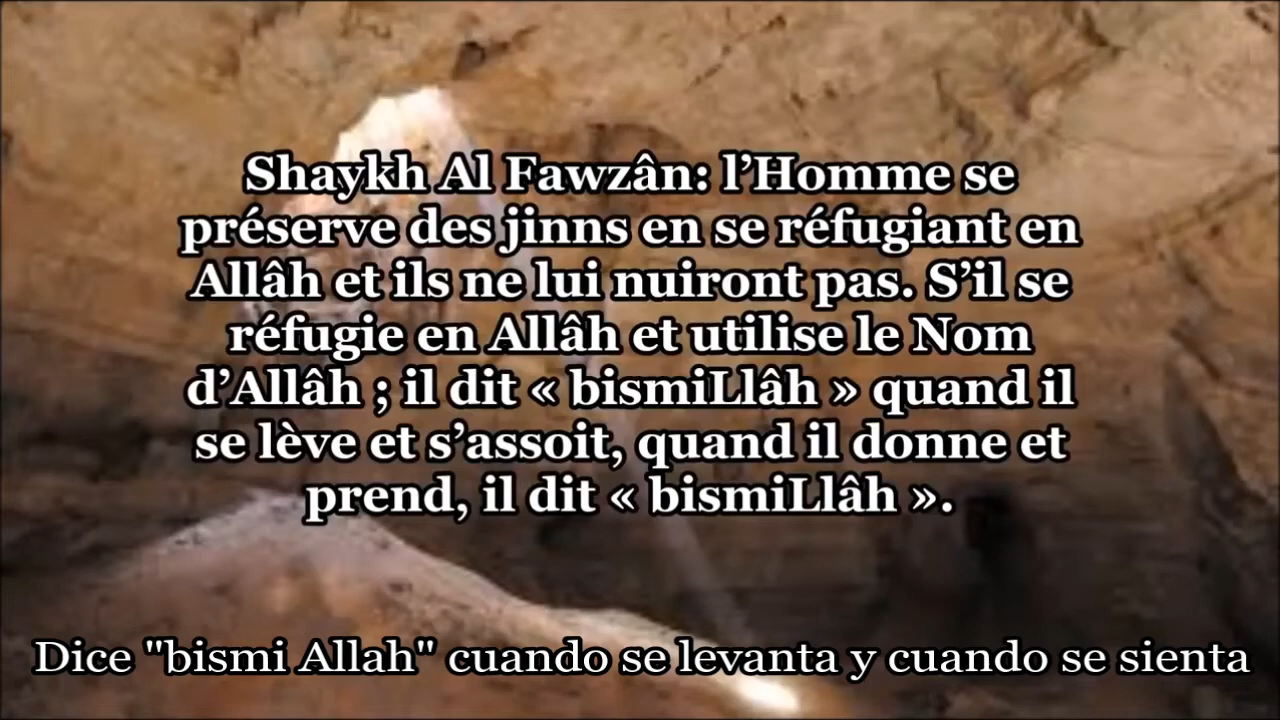 Shaykh Al Fawzân: l’Homme se
préserve des jinns en se réfugiant en
Allâh et ils ne lui nuiront pas. S’il se
réfugie en Allâh et utilise le Nom
d’Allâh ; il dit « bismiLlâh » quand il
se lève et s’assoit, quand il donne et
prend, il dit « bismiLlâh ».
Dice "bismi Allah" cuando se levanta y cuando se sienta